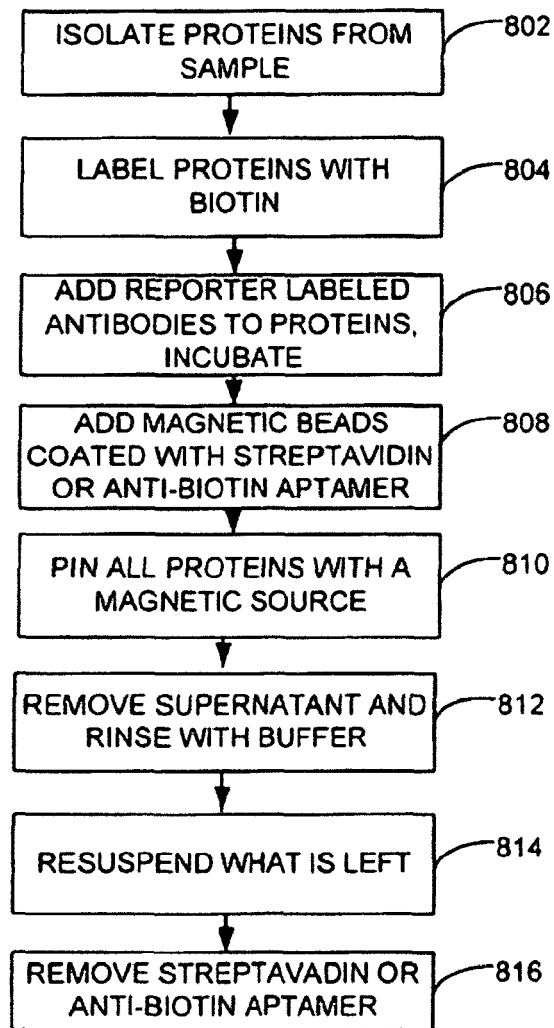 ISOLATE PROTEINS FROM
SAMPLE
802
LABEL PROTEINS WITH
BIOTIN
804
ADD REPORTER LABELED
ANTIBODIES TO PROTEINS,
INCUBATE
806
ADD MAGNETIC BEADS
COATED WITH STREPTAVIDIN
OR ANTI-BIOTIN APTAMER
808
PIN ALL PROTEINS WITH A
MAGNETIC SOURCE
810
REMOVE SUPERNATANT AND
RINSE WITH BUFFER
812
RESUSPEND WHAT IS LEFT
814
REMOVE STREPTAVADIN OR
ANTI-BIOTIN APTAMER
816